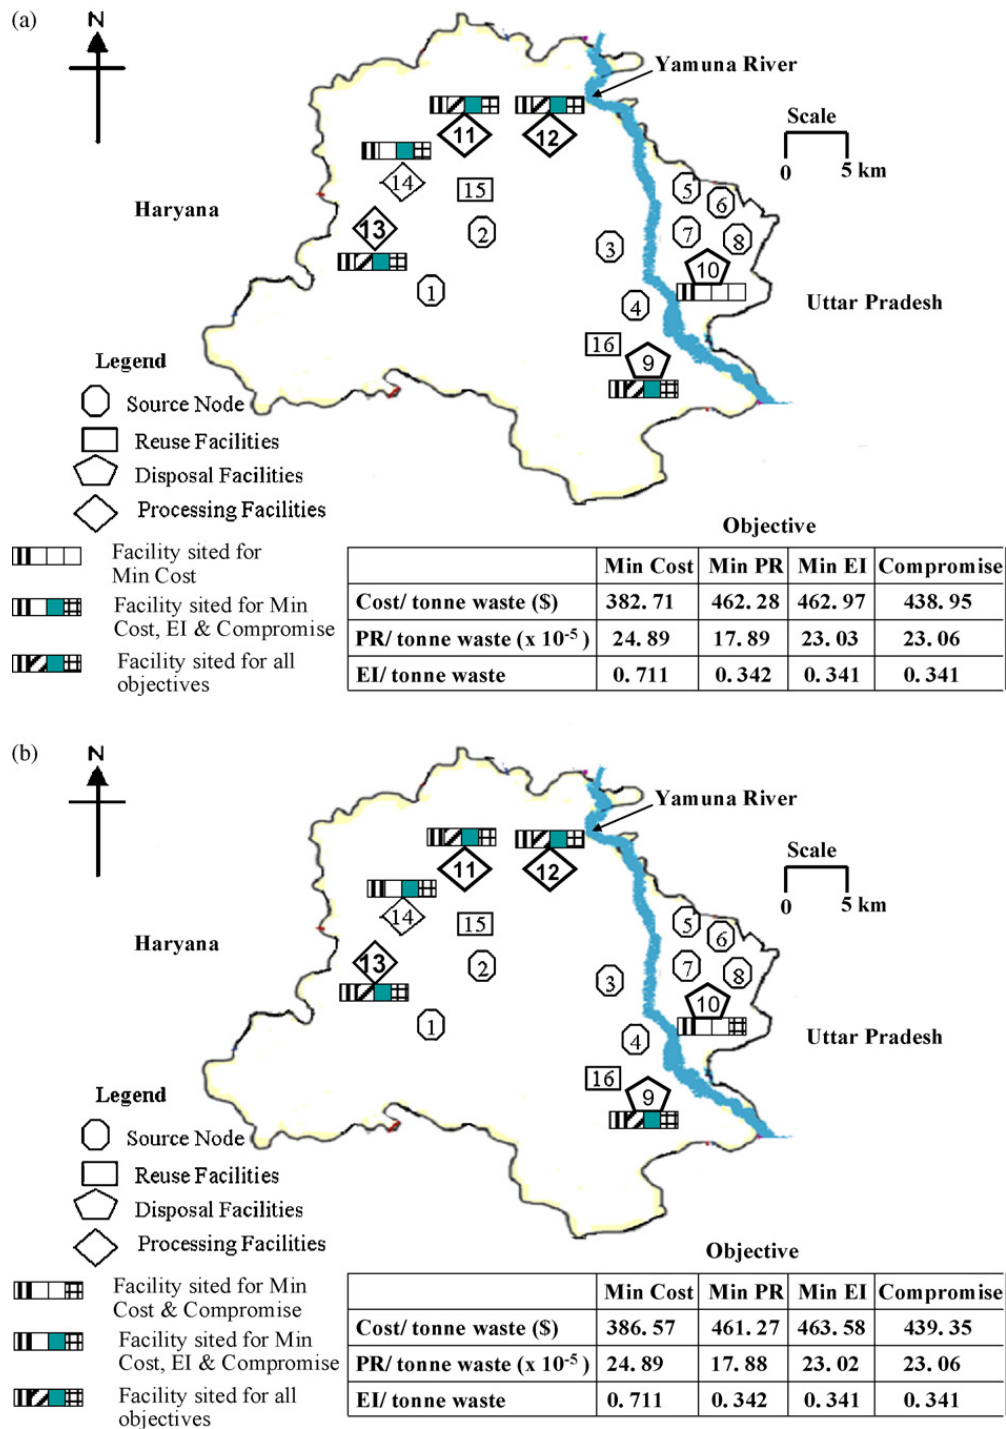 (a)
N
Yamuna River
Scale
0 5 km
11 12
14 15
5 6
Haryana
13 2 3 7 8
10
1 4
Uttar Pradesh
16 9
Legend
Source Node
Reuse Facilities
Disposal Facilities
Processing Facilities
Facility sited for
Min Cost
Facility sited for Min
Cost, EI & Compromise
Facility sited for all
objectives
Objective
Min Cost Min PR Min EI Compromise
Cost/ tonne waste ($) 382.71 462.28 462.97 438.95
PR/ tonne waste (x 10⁻⁵) 24.89 17.89 23.03 23.06
EI/ tonne waste 0.711 0.342 0.341 0.341
(b)
N
Yamuna River
Scale
0 5 km
11 12
14 15
5 6
Haryana
13 2 3 7 8
10
1 4
Uttar Pradesh
16 9
Legend
Source Node
Reuse Facilities
Disposal Facilities
Processing Facilities
Facility sited for Min
Cost & Compromise
Facility sited for Min
Cost, EI & Compromise
Facility sited for all
objectives
Objective
Min Cost Min PR Min EI Compromise
Cost/ tonne waste ($) 386.57 461.27 463.58 439.35
PR/ tonne waste (x 10⁻⁵) 24.89 17.88 23.02 23.06
EI/ tonne waste 0.711 0.342 0.341 0.341